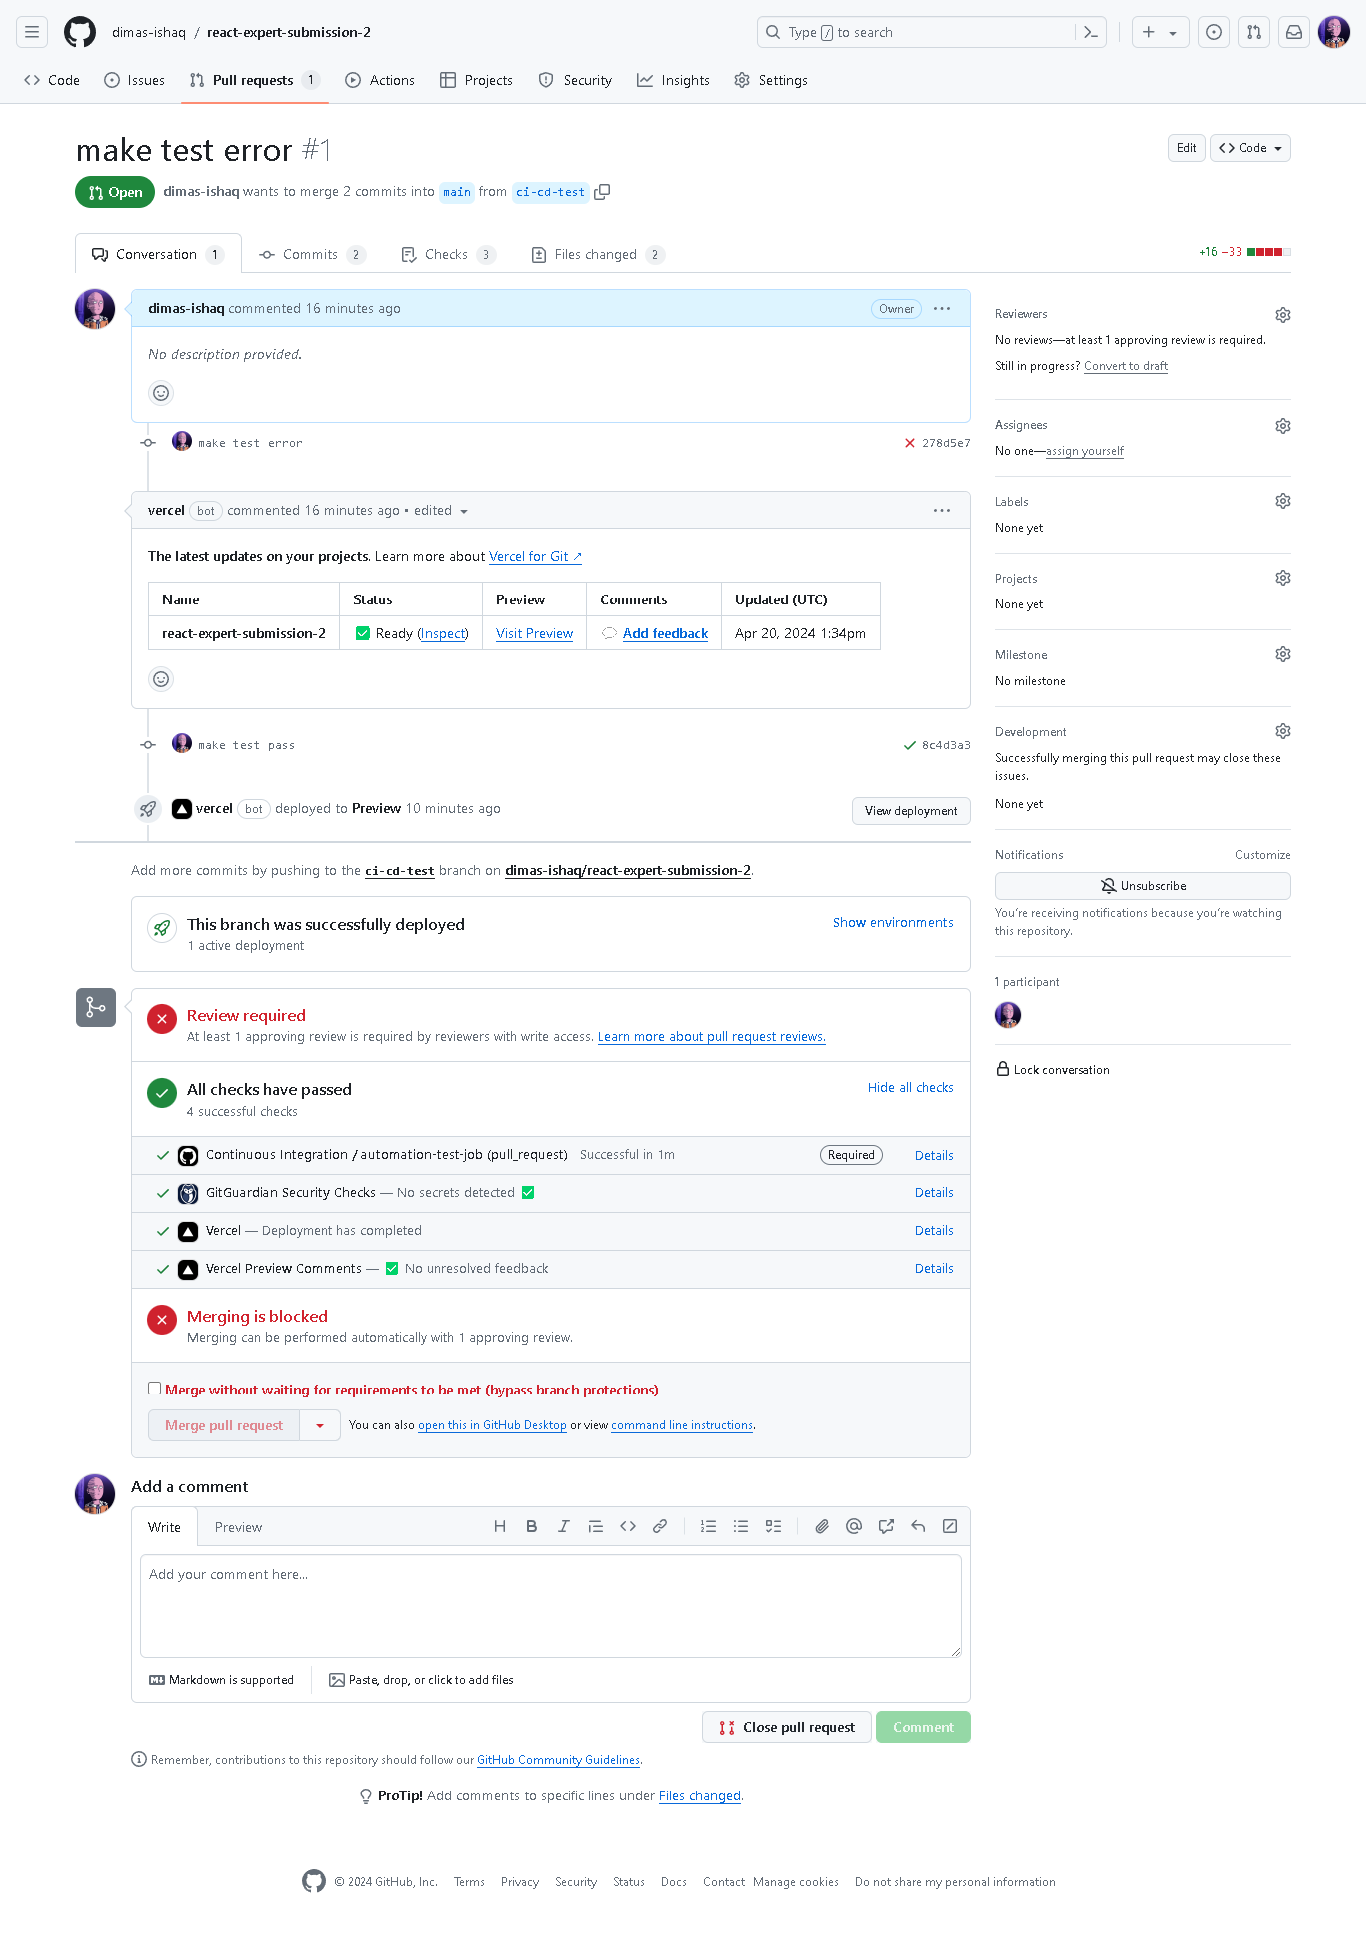 dimas-ishaq / react-expert-submission-2
Type / to search
Code Issues Pull requests 1 Actions Projects Security Insights Settings
make test error #1
Edit Code
Open dimas-ishaq wants to merge 2 commits into main from ci-cd-test
Conversation 1 Commits 2 Checks 3 Files changed 2
+16 −33
dimas-ishaq commented 16 minutes ago
Owner
No description provided.
make test error
278d5e7
vercel bot commented 16 minutes ago • edited
The latest updates on your projects. Learn more about Vercel for Git ↗
Name Status Preview Comments Updated (UTC)
react-expert-submission-2 ✅ Ready (Inspect) Visit Preview 💬 Add feedback Apr 20, 2024 1:34pm
make test pass
8c4d3a3
vercel bot deployed to Preview 10 minutes ago
View deployment
Add more commits by pushing to the ci-cd-test branch on dimas-ishaq/react-expert-submission-2.
This branch was successfully deployed
1 active deployment
Show environments
Review required
At least 1 approving review is required by reviewers with write access. Learn more about pull request reviews.
All checks have passed
4 successful checks
Hide all checks
Continuous Integration / automation-test-job (pull_request) Successful in 1m Required Details
GitGuardian Security Checks — No secrets detected ✅ Details
Vercel — Deployment has completed Details
Vercel Preview Comments — ✅ No unresolved feedback Details
Merging is blocked
Merging can be performed automatically with 1 approving review.
Merge without waiting for requirements to be met (bypass branch protections)
Merge pull request You can also open this in GitHub Desktop or view command line instructions.
Add a comment
Write Preview
Add your comment here...
Markdown is supported Paste, drop, or click to add files
Close pull request Comment
Remember, contributions to this repository should follow our GitHub Community Guidelines.
ProTip! Add comments to specific lines under Files changed.
Reviewers
No reviews—at least 1 approving review is required.
Still in progress? Convert to draft
Assignees
No one—assign yourself
Labels
None yet
Projects
None yet
Milestone
No milestone
Development
Successfully merging this pull request may close these
issues.
None yet
Notifications Customize
Unsubscribe
You're receiving notifications because you're watching
this repository.
1 participant
Lock conversation
© 2024 GitHub, Inc. Terms Privacy Security Status Docs Contact Manage cookies Do not share my personal information